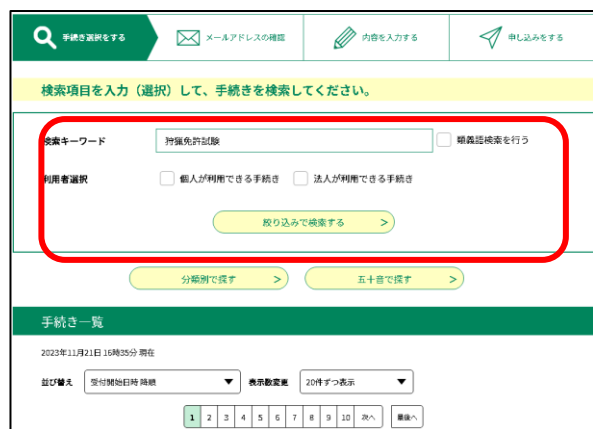 手続き選択をする メールアドレスの確認 内容を入力する 申し込みをする
検索項目を入力（選択）して、手続きを検索してください。
検索キーワード 狩猟免許試験 類義語検索を行う
利用者選択 個人が利用できる手続き 法人が利用できる手続き
絞り込みで検索する >
分類別で探す > 五十音で探す >
手続き一覧
2023年11月21日 16時35分 現在
並び替え 受付開始日時 降順 ▼ 表示数変更 20件ずつ表示 ▼
1 2 3 4 5 6 7 8 9 10 次へ 最後へ